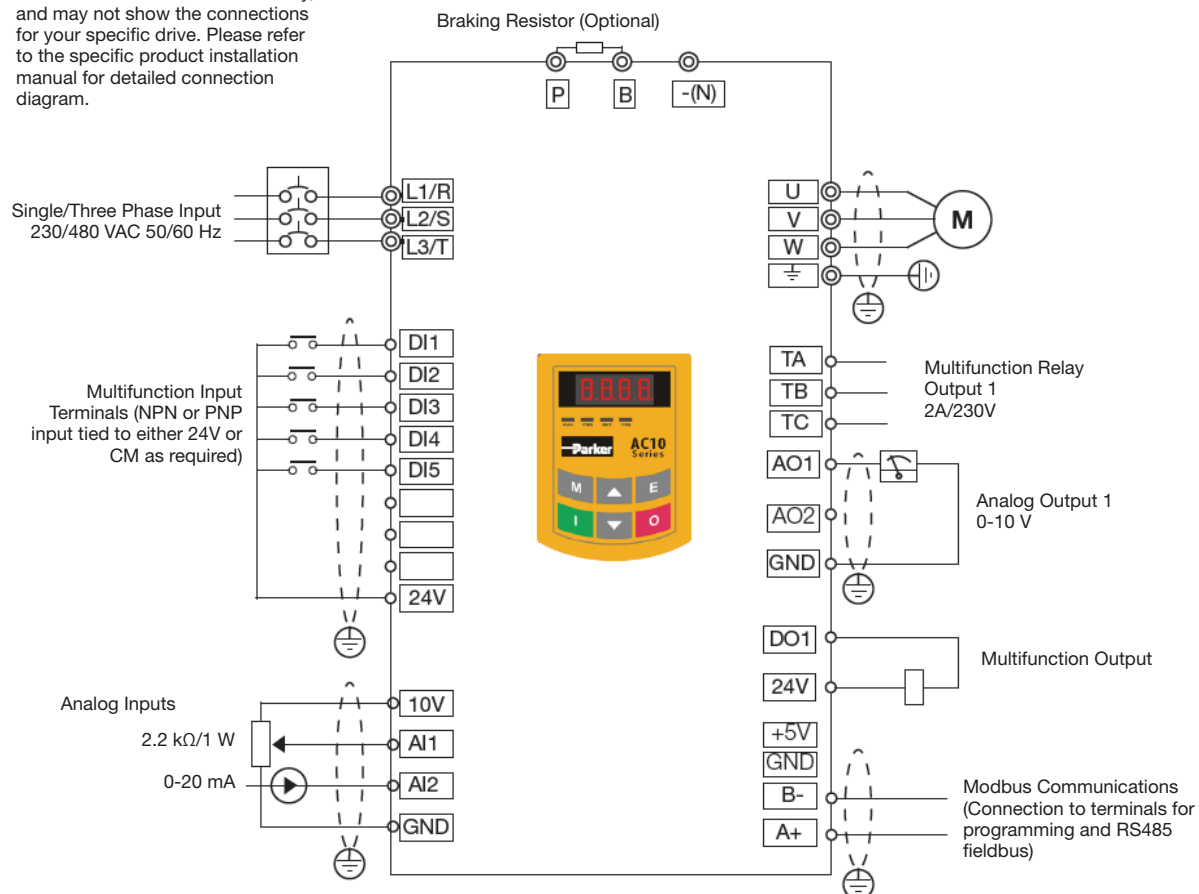 and may not show the connections
for your specific drive. Please refer
to the specific product installation
manual for detailed connection
diagram.
Braking Resistor (Optional)
P
B
-(N)
Single/Three Phase Input
230/480 VAC 50/60 Hz
L1/R
L2/S
L3/T
U
V
W
M
Multifunction Input
Terminals (NPN or PNP
input tied to either 24V or
CM as required)
DI1
DI2
DI3
DI4
DI5
24V
8.8.8.8
Parker
AC10
Series
M
E
I
O
TA
TB
TC
Multifunction Relay
Output 1
2A/230V
AO1
AO2
GND
Analog Output 1
0-10 V
DO1
24V
Multifunction Output
Analog Inputs
2.2 kΩ/1 W
0-20 mA
10V
AI1
AI2
GND
+5V
GND
B-
A+
Modbus Communications
(Connection to terminals for
programming and RS485
fieldbus)